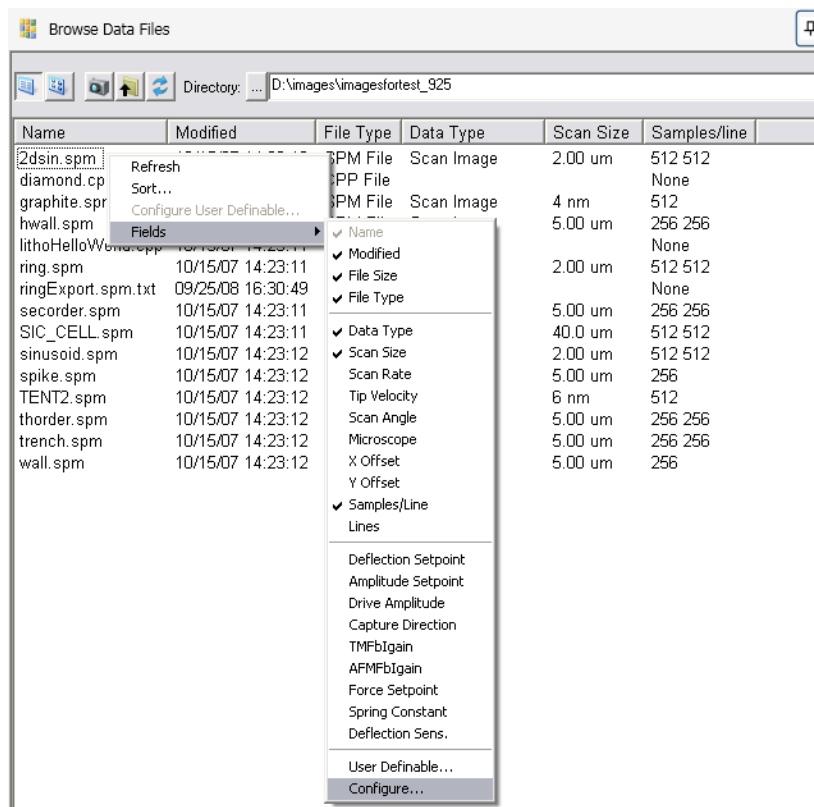 Browse Data Files
Directory: ... D:\images\imagesfortest_925
Name Modified File Type Data Type Scan Size Samples/line
2dsin.spm SPM File Scan Image 2.00 um 512 512
diamond.cp CPP File None
graphite.spr SPM File Scan Image 4 nm 512
hwall.spm 5.00 um 256 256
None
ring.spm 10/15/07 14:23:11 2.00 um 512 512
ringExport.spm.txt 09/25/08 16:30:49 None
secorder.spm 10/15/07 14:23:11 5.00 um 256 256
SIC_CELL.spm 10/15/07 14:23:11 40.0 um 512 512
sinusoid.spm 10/15/07 14:23:12 2.00 um 512 512
spike.spm 10/15/07 14:23:12 5.00 um 256
TENT2.spm 10/15/07 14:23:12 6 nm 512
thorder.spm 10/15/07 14:23:12 5.00 um 256 256
trench.spm 10/15/07 14:23:12 5.00 um 256 256
wall.spm 10/15/07 14:23:12 5.00 um 256
Refresh
Sort...
Configure User Definable...
Fields
Name
Modified
File Size
File Type
Data Type
Scan Size
Scan Rate
Tip Velocity
Scan Angle
Microscope
X Offset
Y Offset
Samples/Line
Lines
Deflection Setpoint
Amplitude Setpoint
Drive Amplitude
Capture Direction
TMFbIgain
AFMFbIgain
Force Setpoint
Spring Constant
Deflection Sens.
User Definable...
Configure...